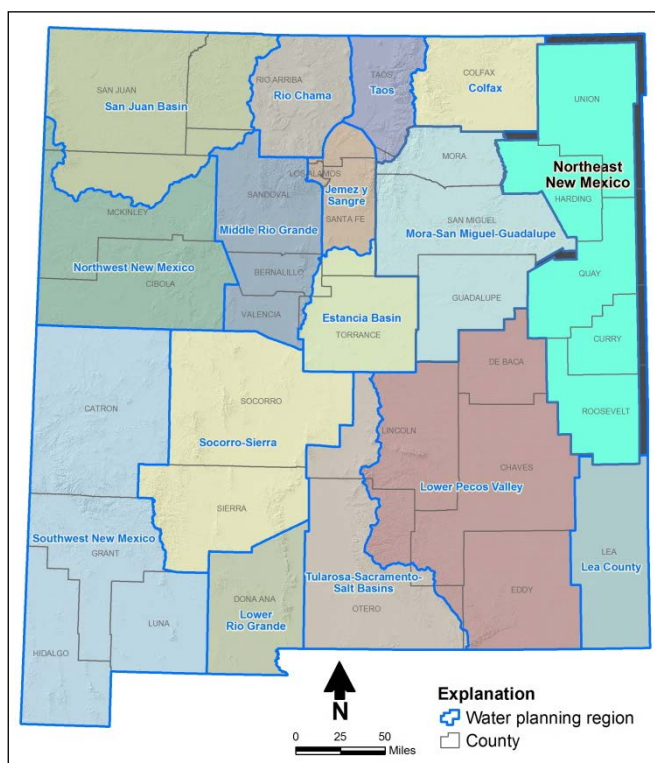 SAN JUAN
San Juan Basin
RIO ARRIBA
Rio Chama
TAOS
Taos
COLFAX
Colfax
UNION
Northeast
New Mexico
HARDING
MORA
LOS ALAMOS
Jemez y
Sangre
SANTA FE
SANDOVAL
Middle Rio Grande
MCKINLEY
Northwest New Mexico
CIBOLA
BERNALILLO
VALENCIA
SAN MIGUEL
Mora-San Miguel-Guadalupe
GUADALUPE
QUAY
CURRY
ROOSEVELT
Estancia Basin
TORRANCE
DE BACA
CATRON
SOCORRO
Socorro-Sierra
SIERRA
LINCOLN
CHAVES
Lower Pecos Valley
Southwest New Mexico
GRANT
LUNA
HIDALGO
DONA ANA
Lower
Rio Grande
Tularosa-Sacramento-
Salt Basins
OTERO
EDDY
LEA
Lea County
N
0 25 50
Miles
Explanation
Water planning region
County